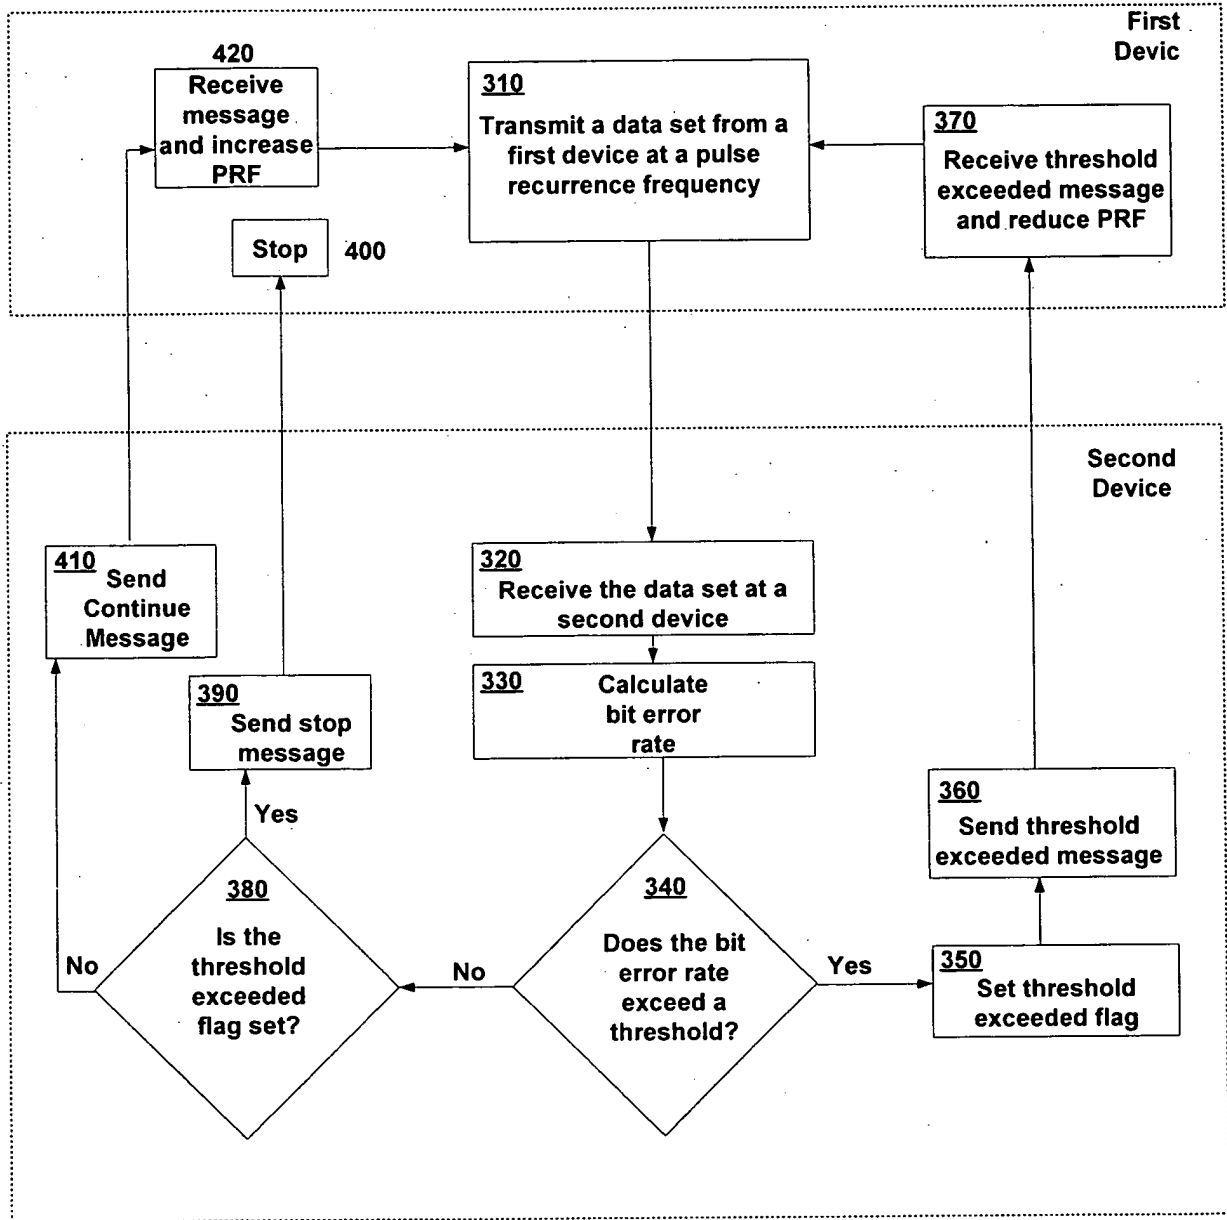 First
Devic
420
Receive
message
and increase
PRF
310
Transmit a data set from a
first device at a pulse
recurrence frequency
370
Receive threshold
exceeded message
and reduce PRF
Stop
400
Second
Device
410
Send
Continue
Message
320
Receive the data set at a
second device
390
Send stop
message
330
Calculate
bit error
rate
360
Send threshold
exceeded message
Yes
380
Is the
threshold
exceeded
flag set?
No
340
Does the bit
error rate
exceed a
threshold?
No
Yes
350
Set threshold
exceeded flag